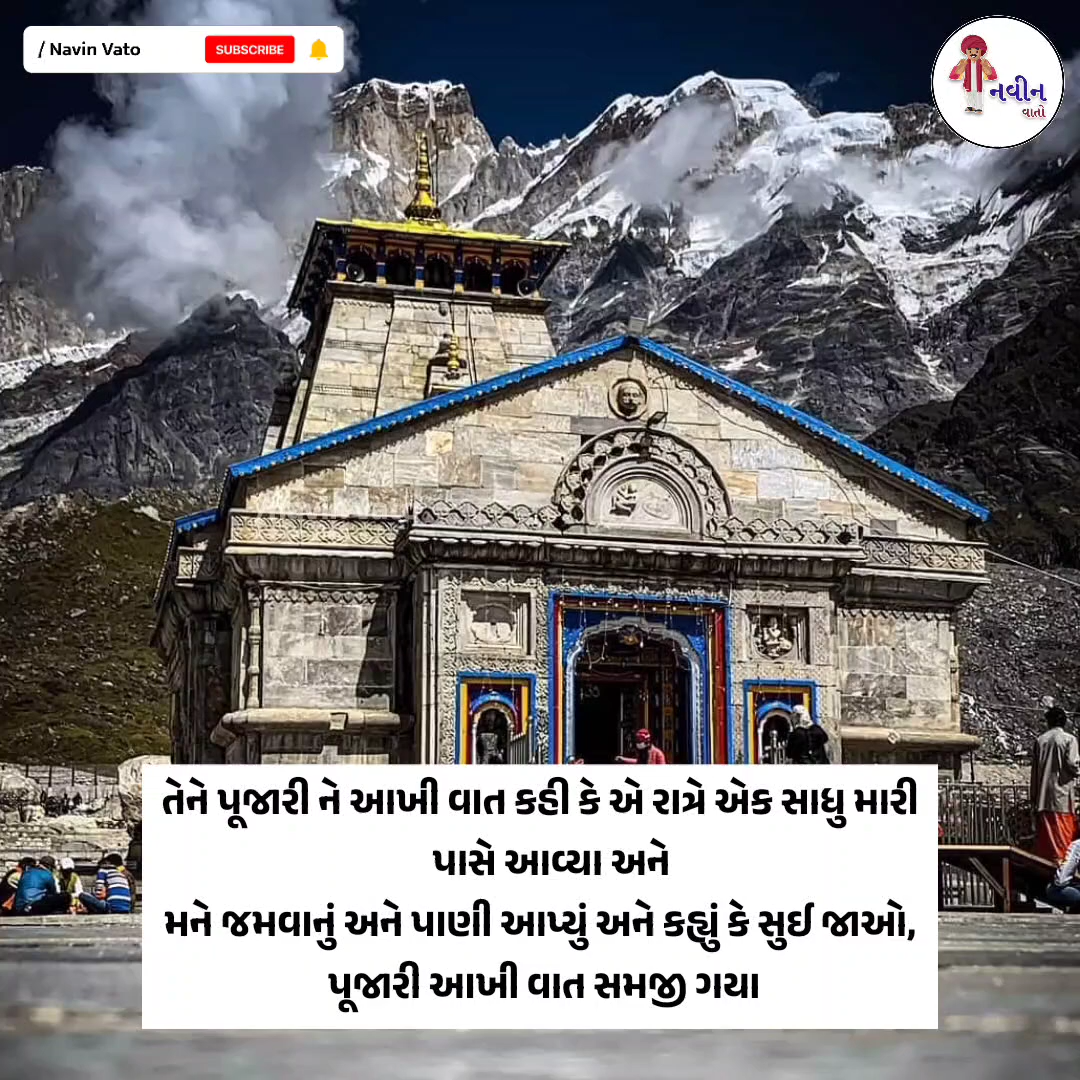 / Navin Vato
SUBSCRIBE
નવીન
વાતો
તેને પૂજારી ને આખી વાત કહી કે એ રાત્રે એક સાધુ મારી
પાસે આવ્યા અને
મને જમવાનું અને પાણી આપ્યું અને કહ્યું કે સુઈ જાઓ,
પૂજારી આખી વાત સમજી ગયા